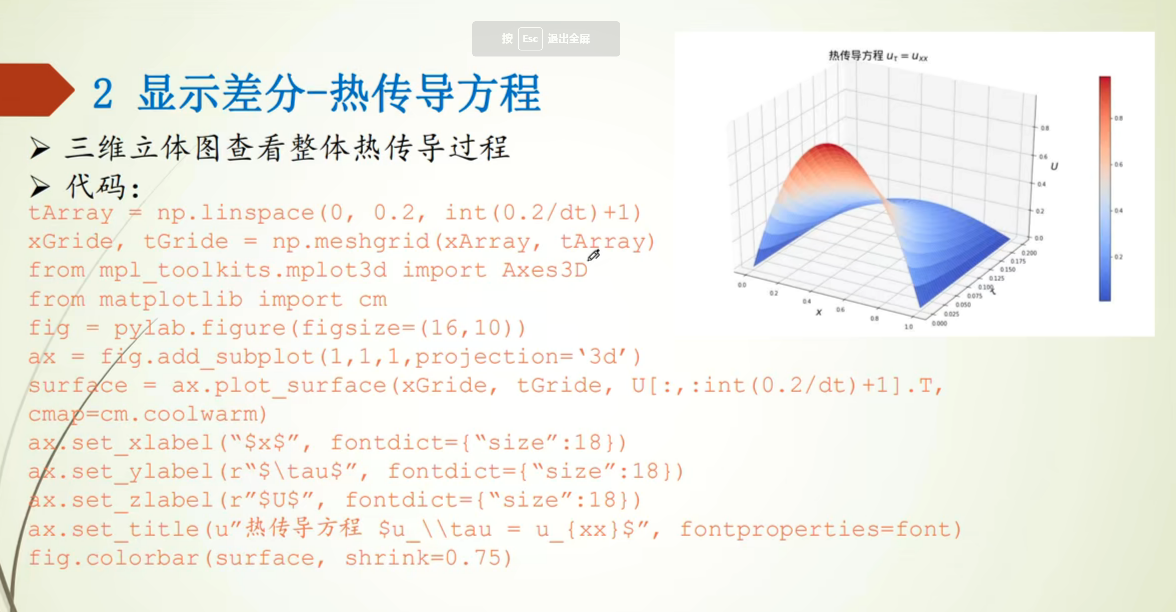 按 Esc 退出全屏
2 显示差分-热传导方程
三维立体图查看整体热传导过程
代码:
tArray = np.linspace(0, 0.2, int(0.2/dt)+1)
xGride, tGride = np.meshgrid(xArray, tArray)
from mpl_toolkits.mplot3d import Axes3D
from matplotlib import cm
fig = pylab.figure(figsize=(16,10))
ax = fig.add_subplot(1,1,1,projection=‘3d’)
surface = ax.plot_surface(xGride, tGride, U[:,:int(0.2/dt)+1].T,
cmap=cm.coolwarm)
ax.set_xlabel(“$x$”, fontdict={“size”:18})
ax.set_ylabel(r“$\tau$”, fontdict={“size”:18})
ax.set_zlabel(r”$U$”, fontdict={“size”:18})
ax.set_title(u”热传导方程 $u_\\tau = u_{xx}$”, fontproperties=font)
fig.colorbar(surface, shrink=0.75)
热传导方程 uτ = uxx
0.8
0.6
0.4
0.2
0.0
U
0.200
0.175
0.150
0.125
0.100
0.075
0.050
0.025
0.000
τ
0.0
0.2
0.4
0.6
0.8
1.0
x
0.8
0.6
0.4
0.2